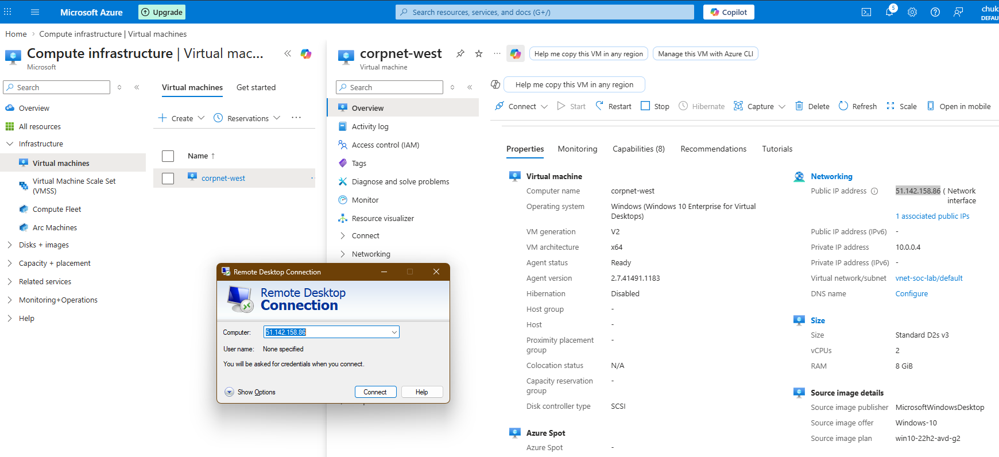 Microsoft Azure
Upgrade
Search resources, services, and docs (G+/)
Copilot
5
chuk
DEFAU
Home > Compute infrastructure | Virtual machines
Compute infrastructure | Virtual mac...
Microsoft
Search
Overview
All resources
Infrastructure
Virtual machines
Virtual Machine Scale Set
(VMSS)
Compute Fleet
Arc Machines
Disks + images
Capacity + placement
Related services
Monitoring+Operations
Help
Virtual machines
Get started
Create
Reservations
Name ↑
corpnet-west
corpnet-west
Virtual machine
Search
Overview
Activity log
Access control (IAM)
Tags
Diagnose and solve problems
Monitor
Resource visualizer
Connect
Networking
Help me copy this VM in any region
Manage this VM with Azure CLI
Help me copy this VM in any region
Connect
Start
Restart
Stop
Hibernate
Capture
Delete
Refresh
Scale
Open in mobile
Properties
Monitoring
Capabilities (8)
Recommendations
Tutorials
Virtual machine
Computer name corpnet-west
Operating system Windows (Windows 10 Enterprise for Virtual
Desktops)
VM generation V2
VM architecture x64
Agent status Ready
Agent version 2.7.41491.1183
Hibernation Disabled
Host group -
Host -
Proximity placement -
group
Colocation status N/A
Capacity reservation -
group
Disk controller type SCSI
Azure Spot
Azure Spot -
Networking
Public IP address 51.142.158.86 ( Network
interface
1 associated public IPs
Public IP address (IPv6) -
Private IP address 10.0.0.4
Private IP address (IPv6) -
Virtual network/subnet vnet-soc-lab/default
DNS name Configure
Size
Size Standard D2s v3
vCPUs 2
RAM 8 GiB
Source image details
Source image publisher MicrosoftWindowsDesktop
Source image offer Windows-10
Source image plan win10-22h2-avd-g2
Remote Desktop Connection
Remote Desktop
Connection
Computer: 51.142.158.86
User name: None specified
You will be asked for credentials when you connect.
Show Options
Connect
Help